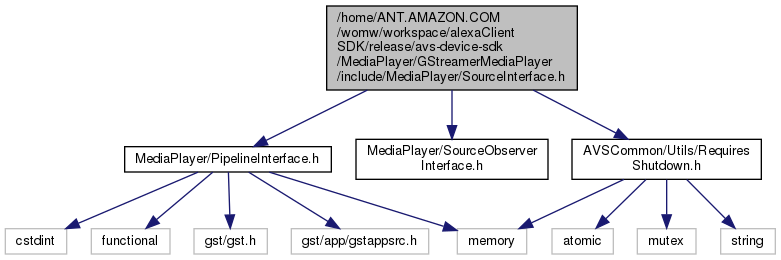 /home/ANT.AMAZON.COM
/womw/workspace/alexaClient
SDK/release/avs-device-sdk
/MediaPlayer/GStreamerMediaPlayer
/include/MediaPlayer/SourceInterface.h
MediaPlayer/PipelineInterface.h
MediaPlayer/SourceObserver
Interface.h
AVSCommon/Utils/Requires
Shutdown.h
cstdint
functional
gst/gst.h
gst/app/gstappsrc.h
memory
atomic
mutex
string